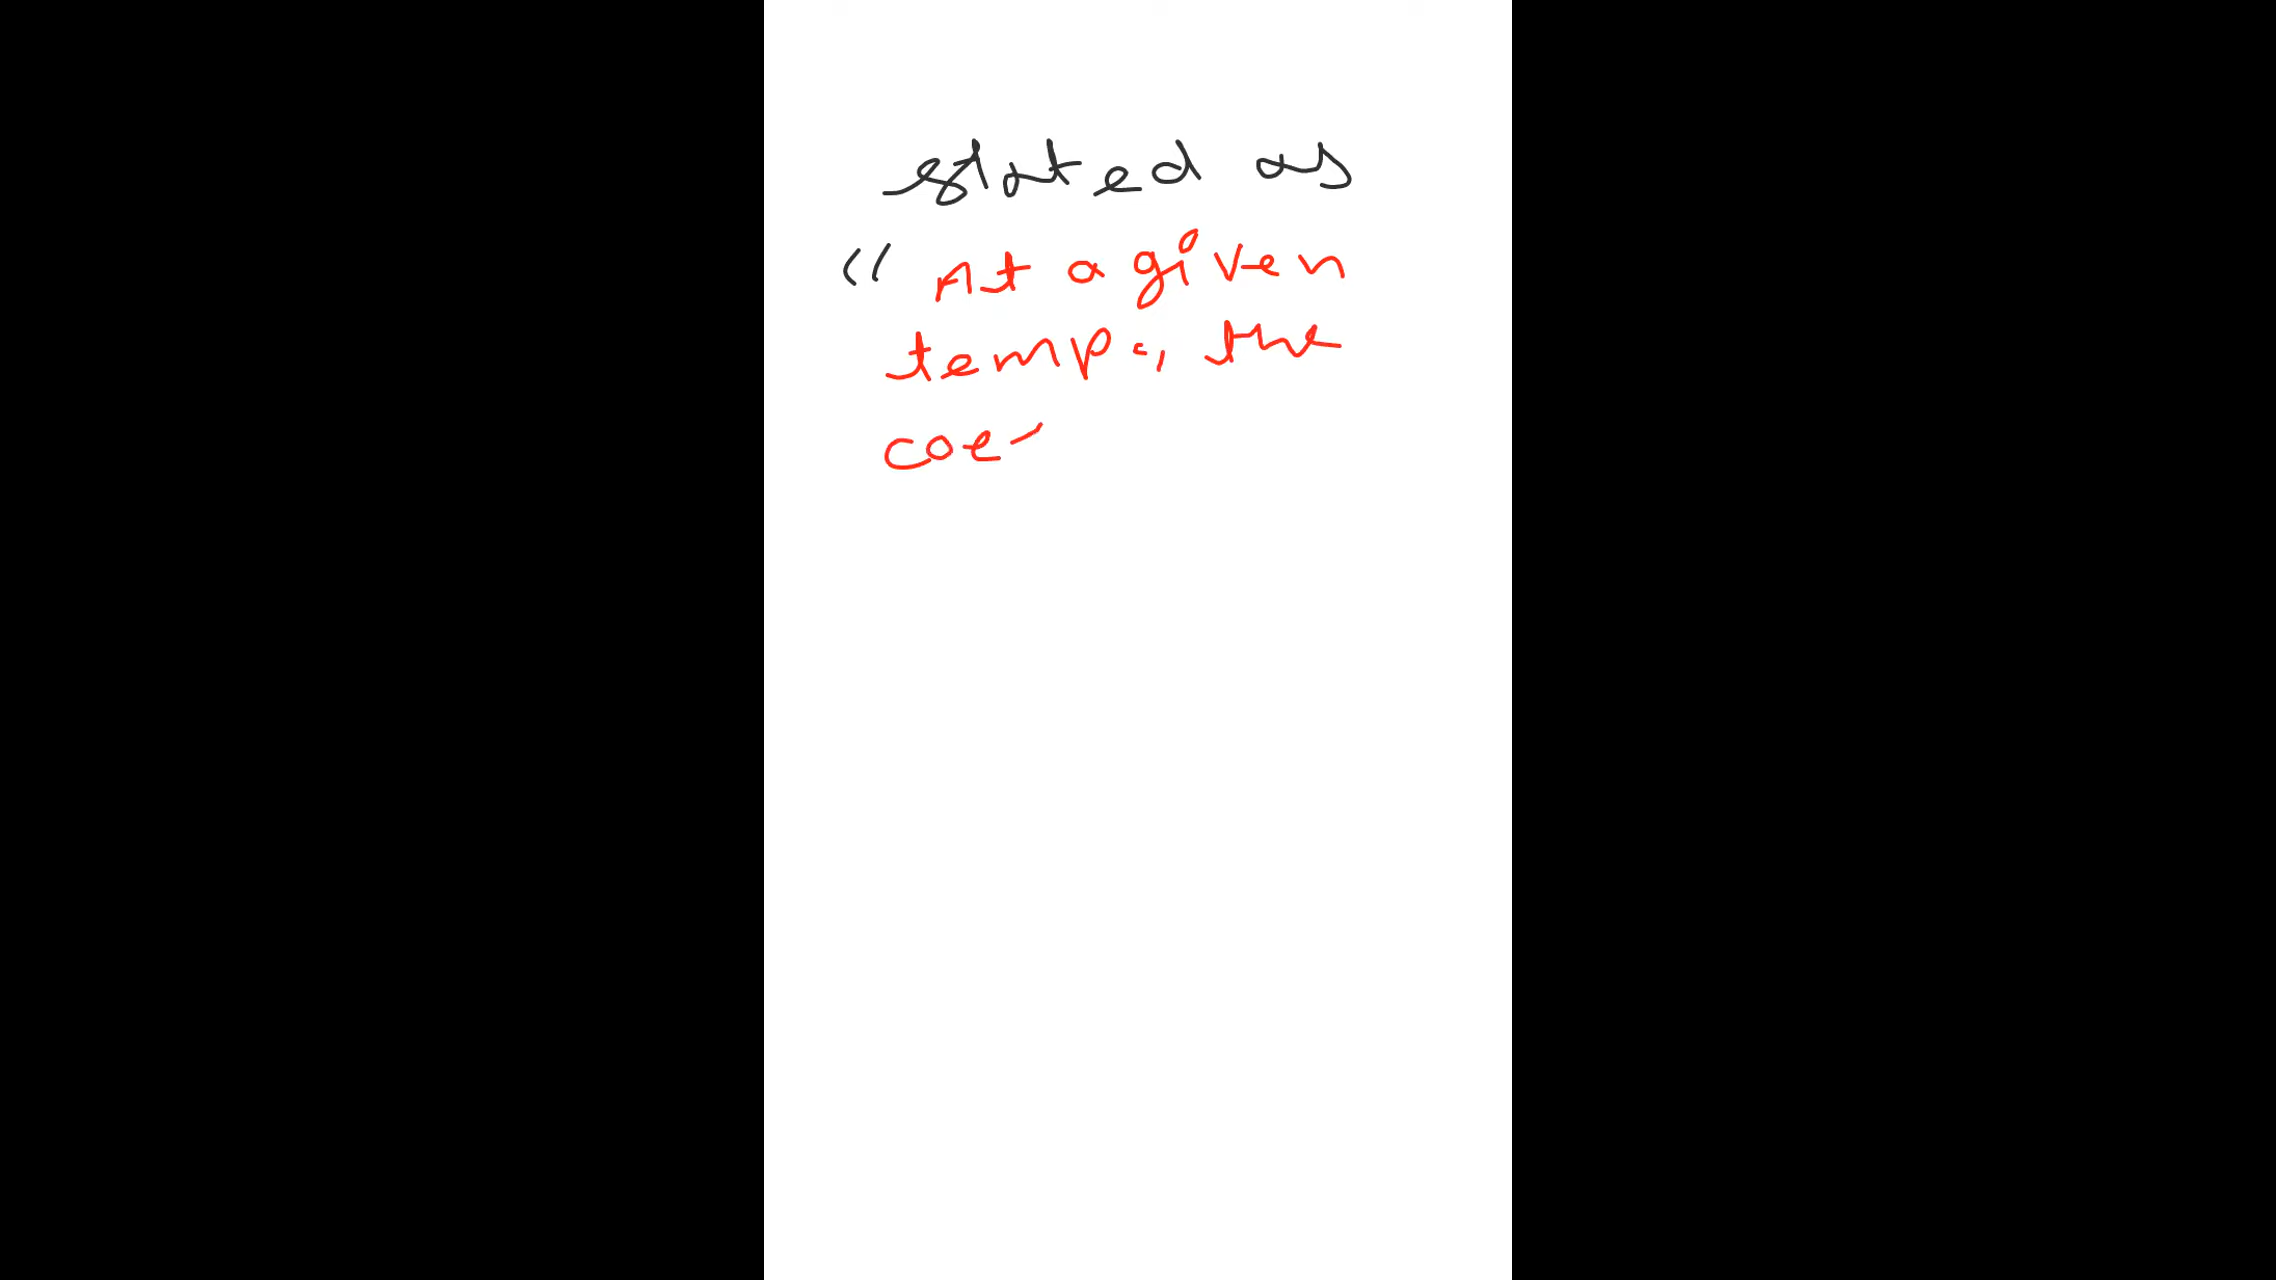 stated as
" At a given
temp., the
coe